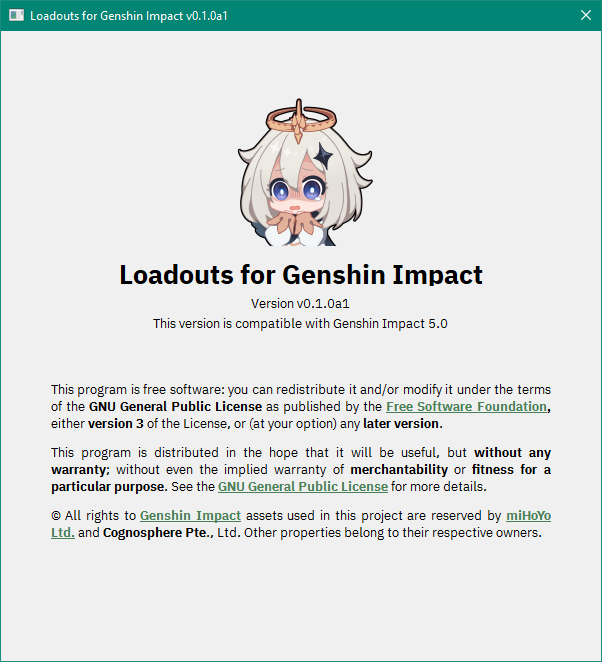 Loadouts for Genshin Impact v0.1.0a1
Loadouts for Genshin Impact
Version v0.1.0a1
This version is compatible with Genshin Impact 5.0
This program is free software: you can redistribute it and/or modify it under the terms
of the GNU General Public License as published by the Free Software Foundation,
either version 3 of the License, or (at your option) any later version.
This program is distributed in the hope that it will be useful, but without any
warranty; without even the implied warranty of merchantability or fitness for a
particular purpose. See the GNU General Public License for more details.
© All rights to Genshin Impact assets used in this project are reserved by miHoYo
Ltd. and Cognosphere Pte., Ltd. Other properties belong to their respective owners.